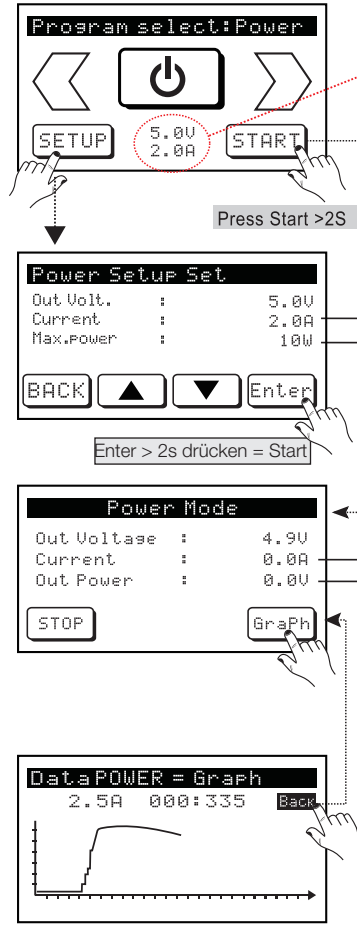 Program select:Power
SETUP
5.0V
2.0A
START
Press Start >2S
Power Setup Set
Out Volt. : 5.0V
Current : 2.0A
Max.power : 10W
BACK
Enter
Enter > 2s drücken = Start
Power Mode
Out Voltage : 4.9V
Current : 0.0A
Out Power : 0.0V
STOP
GraPh
DataPOWER = Graph
2.5A 000:335 Back